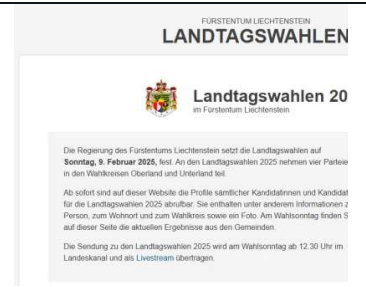 FÜRSTENTUM LIECHTENSTEIN
LANDTAGSWAHLEN
Landtagswahlen 20
im Fürstentum Liechtenstein
Die Regierung des Fürstentums Liechtenstein setzt die Landtagswahlen auf
Sonntag, 9. Februar 2025, fest. An den Landtagswahlen 2025 nehmen vier Parteie
in den Wahlkreisen Oberland und Unterland teil.
Ab sofort sind auf dieser Website die Profile sämtlicher Kandidatinnen und Kandidat
für die Landtagswahlen 2025 abrufbar. Sie enthalten unter anderem Informationen z
Person, zum Wohnort und zum Wahlkreis sowie ein Foto. Am Wahlsonntag finden S
auf dieser Seite die aktuellen Ergebnisse aus den Gemeinden.
Die Sendung zu den Landtagswahlen 2025 wird am Wahlsonntag ab 12.30 Uhr im
Landeskanal und als Livestream übertragen.